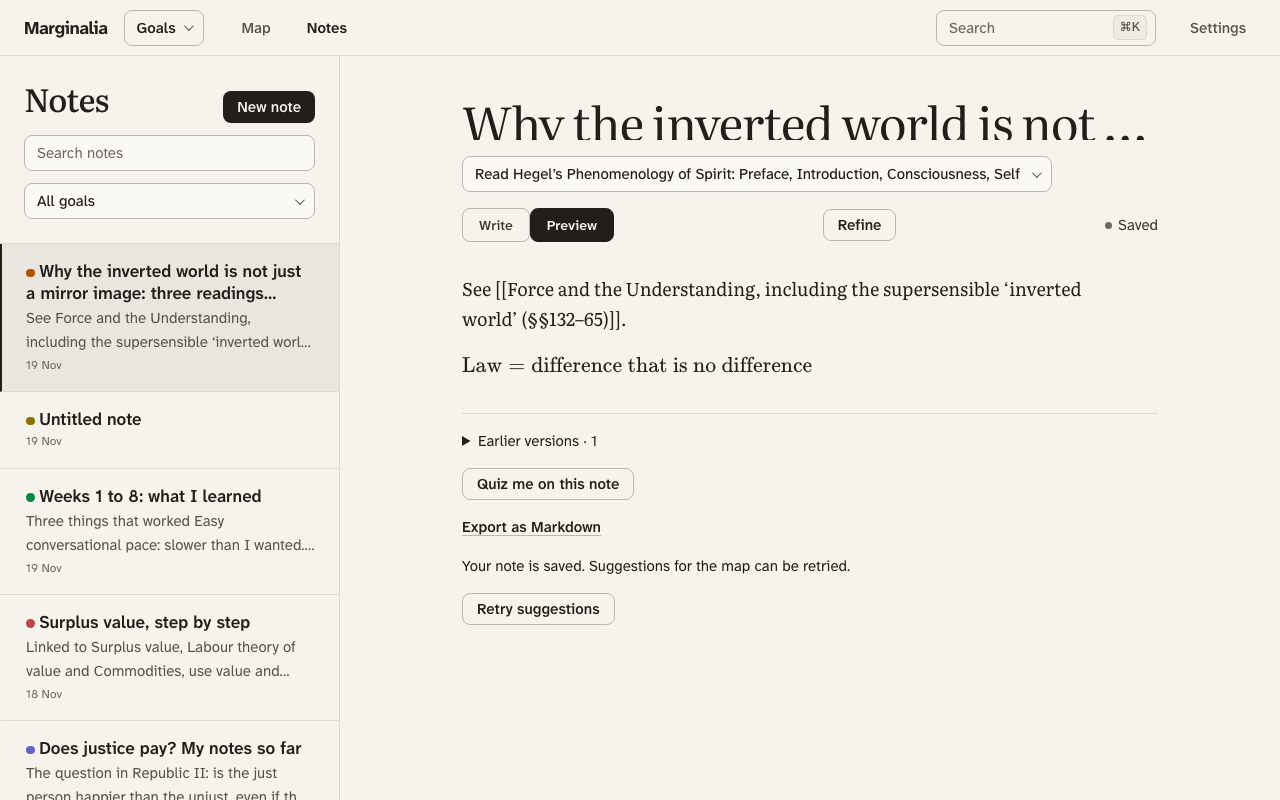 Marginalia
Goals
Map
Notes
Search
⌘K
Settings
Notes
New note
Search notes
All goals
Why the inverted world is not just
a mirror image: three readings...
See Force and the Understanding,
including the supersensible ‘inverted worl...
19 Nov
Untitled note
19 Nov
Weeks 1 to 8: what I learned
Three things that worked Easy
conversational pace: slower than I wanted....
19 Nov
Surplus value, step by step
Linked to Surplus value, Labour theory of
value and Commodities, use value and...
18 Nov
Does justice pay? My notes so far
The question in Republic II: is the just
person happier than the unjust, even if th
Why the inverted world is not ...
Read Hegel’s Phenomenology of Spirit: Preface, Introduction, Consciousness, Self
Write
Preview
Refine
Saved
See [[Force and the Understanding, including the supersensible ‘inverted
world’ (§§132–65)]].
Law = difference that is no difference
Earlier versions · 1
Quiz me on this note
Export as Markdown
Your note is saved. Suggestions for the map can be retried.
Retry suggestions